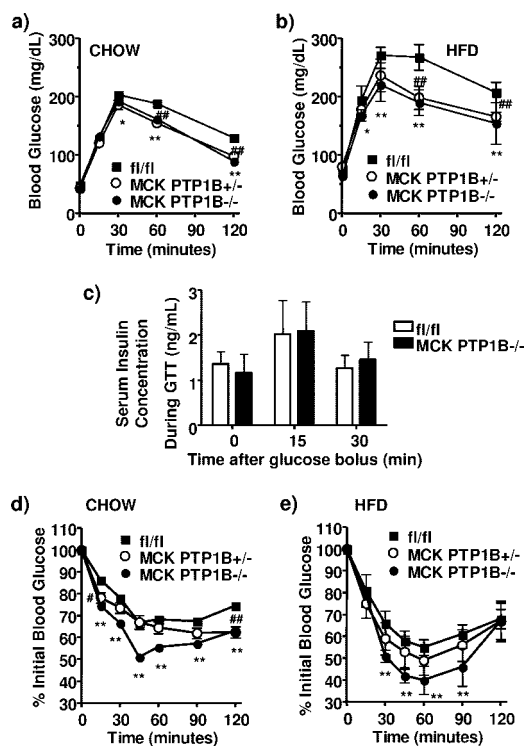 a)
CHOW
Blood Glucose (mg/dL)
300
200
100
0
*
**
##
##
**
fl/fl
MCK PTP1B+/-
MCK PTP1B-/-
0 30 60 90 120
Time (minutes)
b)
HFD
Blood Glucose (mg/dL)
300
200
100
0
*
**
##
**
##
**
fl/fl
MCK PTP1B+/-
MCK PTP1B-/-
0 30 60 90 120
Time (minutes)
c)
Serum Insulin
Concentration
During GTT (ng/mL)
3
2
1
0
fl/fl
MCK PTP1B-/-
0 15 30
Time after glucose bolus (min)
d)
CHOW
% Initial Blood Glucose
110
100
90
80
70
60
50
40
30
fl/fl
MCK PTP1B+/-
MCK PTP1B-/-
#
**
**
**
**
**
##
**
0 30 60 90 120
Time (minutes)
e)
HFD
% Initial Blood Glucose
110
100
90
80
70
60
50
40
30
fl/fl
MCK PTP1B+/-
MCK PTP1B-/-
**
**
**
**
0 30 60 90 120
Time (minutes)